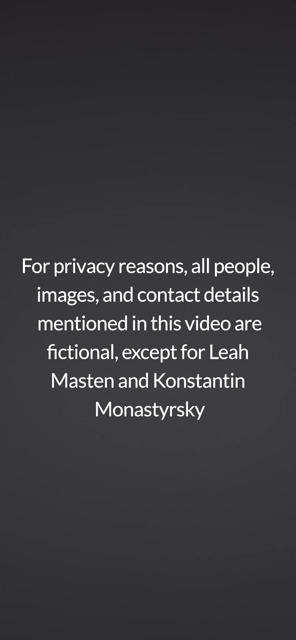 For privacy reasons, all people,
images, and contact details
mentioned in this video are
fictional, except for Leah
Masten and Konstantin
Monastyrsky